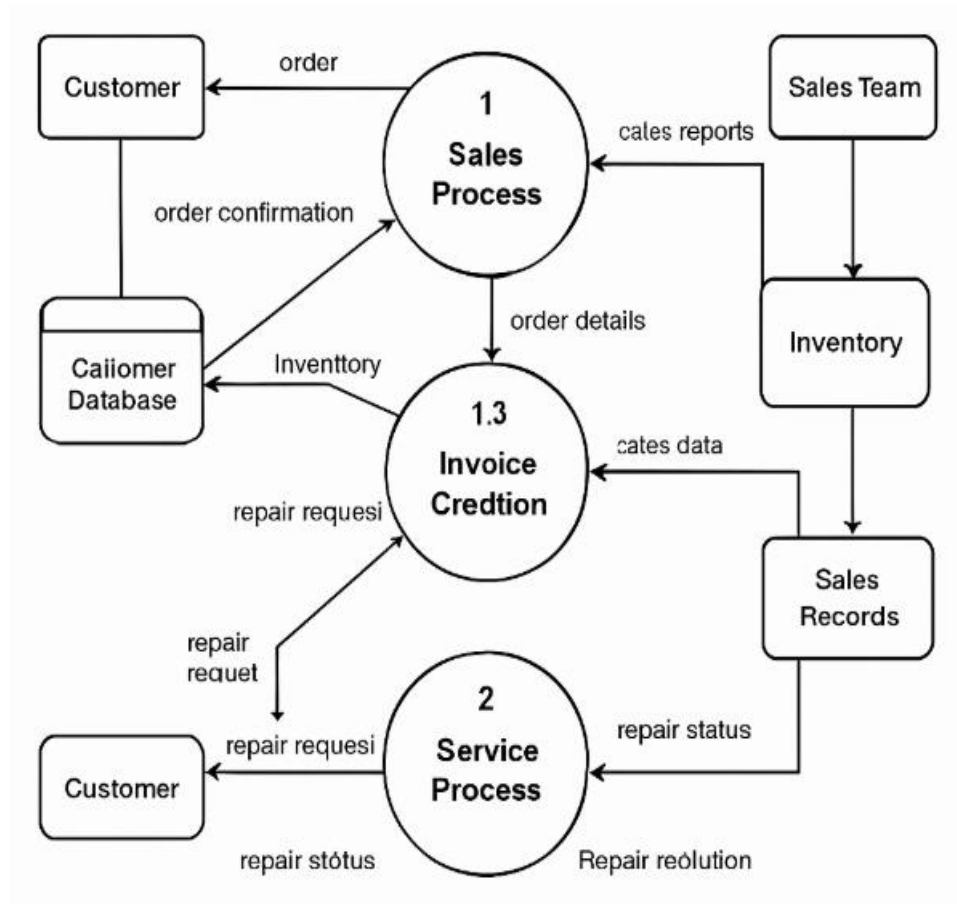 Customer
order
1
Sales
Process
Sales Team
cales reports
order confirmation
order details
Inventory
Caiiomer
Database
Inventtory
1.3
Invoice
Credtion
cates data
repair requesi
Sales
Records
repair
requet
2
Service
Process
repair status
repair requesi
Customer
repair stótus
Repair reólution